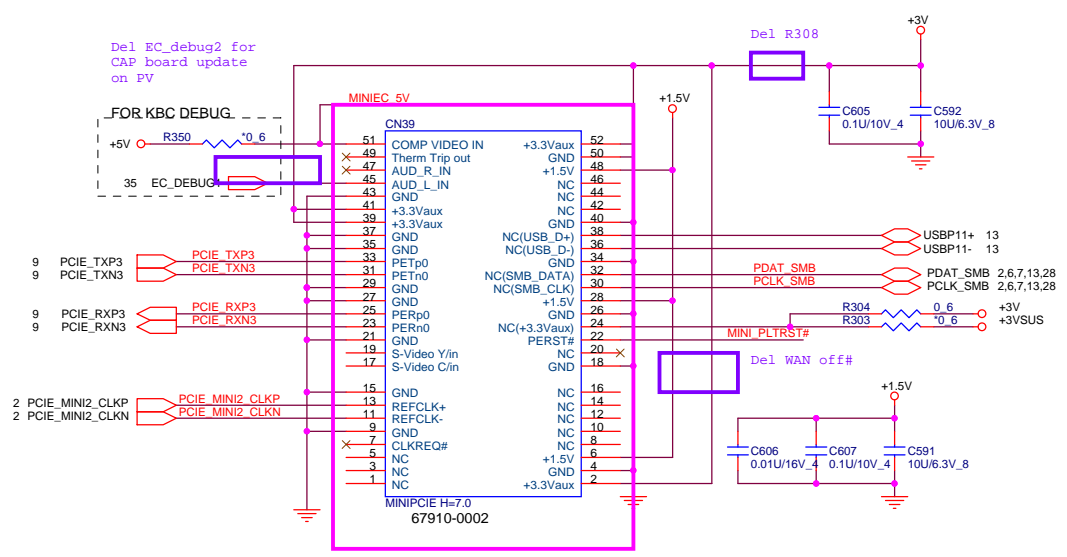 Del EC_debug2 for
CAP board update
on PV
Del R308
+3V
FOR KBC DEBUG
MINIEC_5V
+1.5V
C605
0.1U/10V_4
C592
10U/6.3V_8
+5V
R350
*0_6
35
CN39
51 COMP VIDEO IN
49 Therm Trip out
47 AUD_R_IN
45 AUD_L_IN
43 GND
41 +3.3Vaux
39 +3.3Vaux
37 GND
35 GND
33 PETp0
31 PETn0
29 GND
27 GND
25 PERp0
23 PERn0
21 GND
19 S-Video Y/in
17 S-Video C/in
15 GND
13 REFCLK+
11 REFCLK-
9 GND
7 CLKREQ#
5 NC
3 NC
1 NC
+3.3Vaux 52
GND 50
+1.5V 48
NC 46
NC 44
NC 42
GND 40
NC(USB_D+) 38
NC(USB_D-) 36
GND 34
NC(SMB_DATA) 32
NC(SMB_CLK) 30
+1.5V 28
GND 26
NC(+3.3Vaux) 24
PERST# 22
NC 20
GND 18
NC 16
NC 14
NC 12
NC 10
NC 8
+1.5V 6
GND 4
+3.3Vaux 2
MINIPCIE H=7.0
67910-0002
9 PCIE_TXP3 PCIE_TXP3
9 PCIE_TXN3 PCIE_TXN3
9 PCIE_RXP3 PCIE_RXP3
9 PCIE_RXN3 PCIE_RXN3
2 PCIE_MINI2_CLKP PCIE_MINI2_CLKP
2 PCIE_MINI2_CLKN PCIE_MINI2_CLKN
USBP11+ 13
USBP11- 13
PDAT_SMB PDAT_SMB 2,6,7,13,28
PCLK_SMB PCLK_SMB 2,6,7,13,28
R304 0_6 +3V
R303 *0_6 +3VSUS
MINI_PLTRST#
Del WAN off#
+1.5V
C606
0.01U/16V_4
C607
0.1U/10V_4
C591
10U/6.3V_8